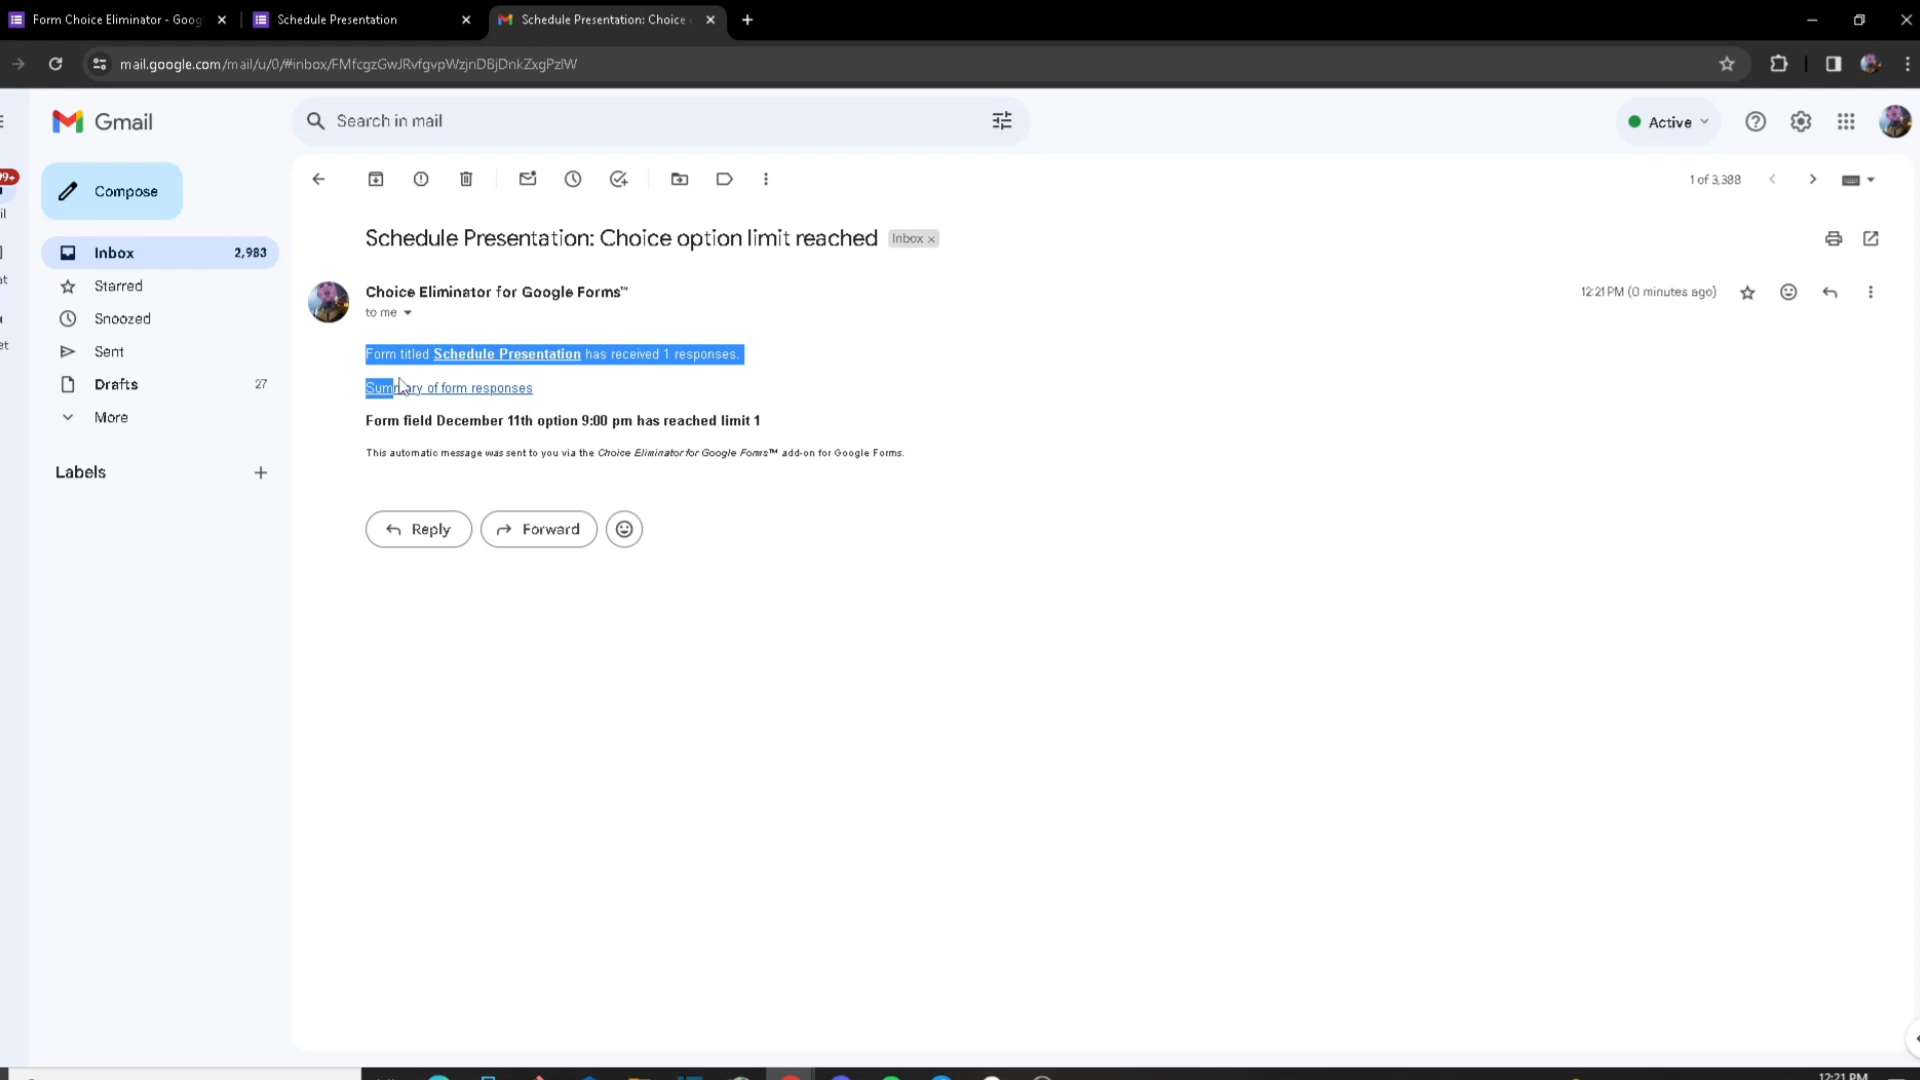 Form Choice Eliminator - Goog
Schedule Presentation
Schedule Presentation: Choice
mail.google.com/mail/u/0/#inbox/FMfcgzGwJRvfgvpWzjnDBjDnkZxgPzlW
Gmail
Search in mail
Active
99+
Compose
1 of 3,388
Schedule Presentation: Choice option limit reached
Inbox ×
Inbox 2,983
Choice Eliminator for Google Forms™
12:21 PM (0 minutes ago)
to me
Starred
Snoozed
Form titled Schedule Presentation has received 1 responses.
Sent
Summary of form responses
Drafts 27
Form field December 11th option 9:00 pm has reached limit 1
More
This automatic message was sent to you via the Choice Eliminator for Google Forms™ add-on for Google Forms.
Labels
Reply
Forward
12:21 PM